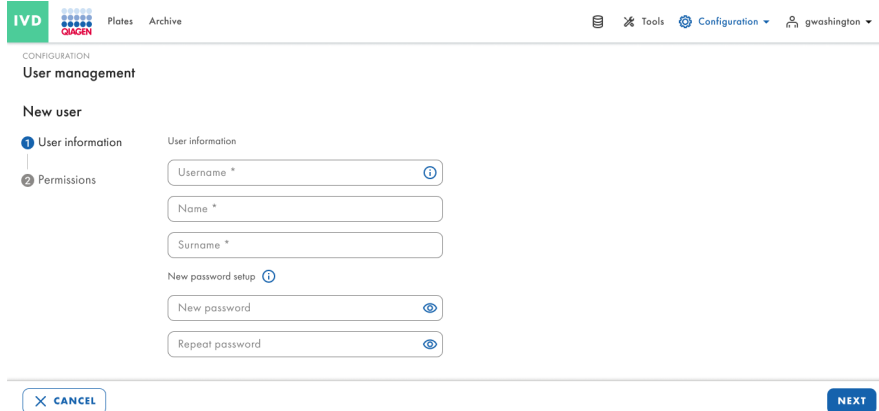 IVD QIAGEN Plates Archive Tools Configuration gwashington
CONFIGURATION
User management
New user
1 User information
User information
Username *
2 Permissions
Name *
Surname *
New password setup
New password
Repeat password
CANCEL NEXT